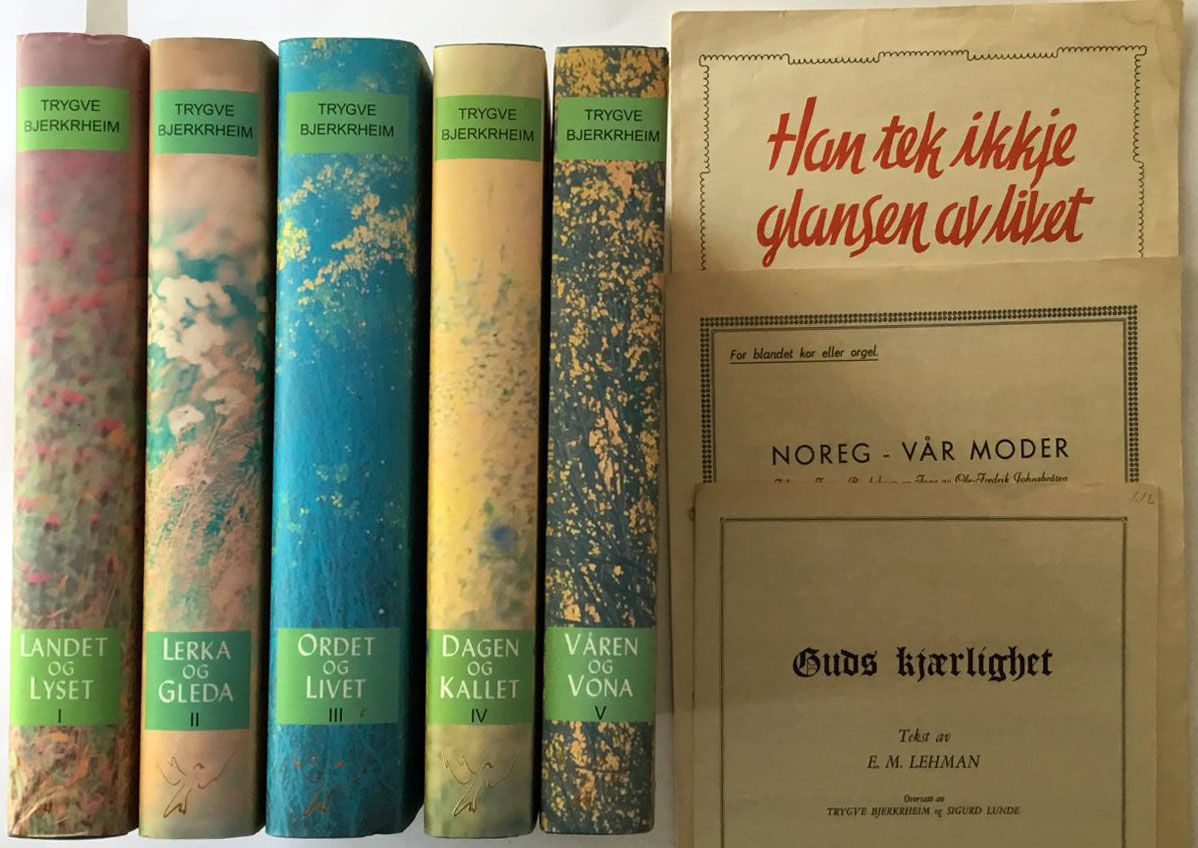 TRYGVE
BJERKRHEIM
LANDET
OG
LYSET
I
TRYGVE
BJERKRHEIM
LERKA
OG
GLEDA
II
TRYGVE
BJERKRHEIM
ORDET
OG
LIVET
III
TRYGVE
BJERKRHEIM
DAGEN
OG
KALLET
IV
TRYGVE
BJERKRHEIM
VÅREN
OG
VONA
V
Han tek ikkje
glansen av livet
For blandet kor eller orgel.
NOREG - VÅR MODER
Guds kjærlighet
Tekst av
E. M. LEHMAN
Oversatt av
TRYGVE BJERKRHEIM og SIGURD LUNDE